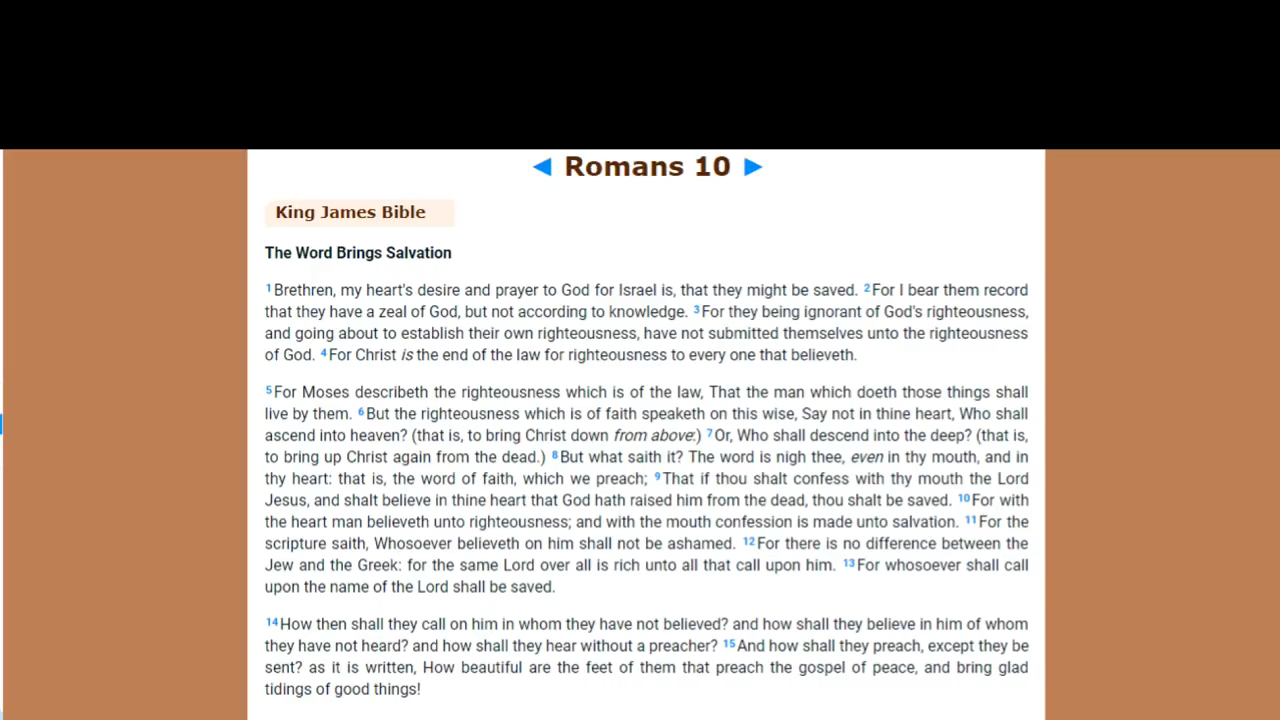 ◄ Romans 10 ►
King James Bible
The Word Brings Salvation
1 Brethren, my heart's desire and prayer to God for Israel is, that they might be saved. 2 For I bear them record
that they have a zeal of God, but not according to knowledge. 3 For they being ignorant of God's righteousness,
and going about to establish their own righteousness, have not submitted themselves unto the righteousness
of God. 4 For Christ is the end of the law for righteousness to every one that believeth.
5 For Moses describeth the righteousness which is of the law, That the man which doeth those things shall
live by them. 6 But the righteousness which is of faith speaketh on this wise, Say not in thine heart, Who shall
ascend into heaven? (that is, to bring Christ down from above:) 7 Or, Who shall descend into the deep? (that is,
to bring up Christ again from the dead.) 8 But what saith it? The word is nigh thee, even in thy mouth, and in
thy heart: that is, the word of faith, which we preach; 9 That if thou shalt confess with thy mouth the Lord
Jesus, and shalt believe in thine heart that God hath raised him from the dead, thou shalt be saved. 10 For with
the heart man believeth unto righteousness; and with the mouth confession is made unto salvation. 11 For the
scripture saith, Whosoever believeth on him shall not be ashamed. 12 For there is no difference between the
Jew and the Greek: for the same Lord over all is rich unto all that call upon him. 13 For whosoever shall call
upon the name of the Lord shall be saved.
14 How then shall they call on him in whom they have not believed? and how shall they believe in him of whom
they have not heard? and how shall they hear without a preacher? 15 And how shall they preach, except they be
sent? as it is written, How beautiful are the feet of them that preach the gospel of peace, and bring glad
tidings of good things!